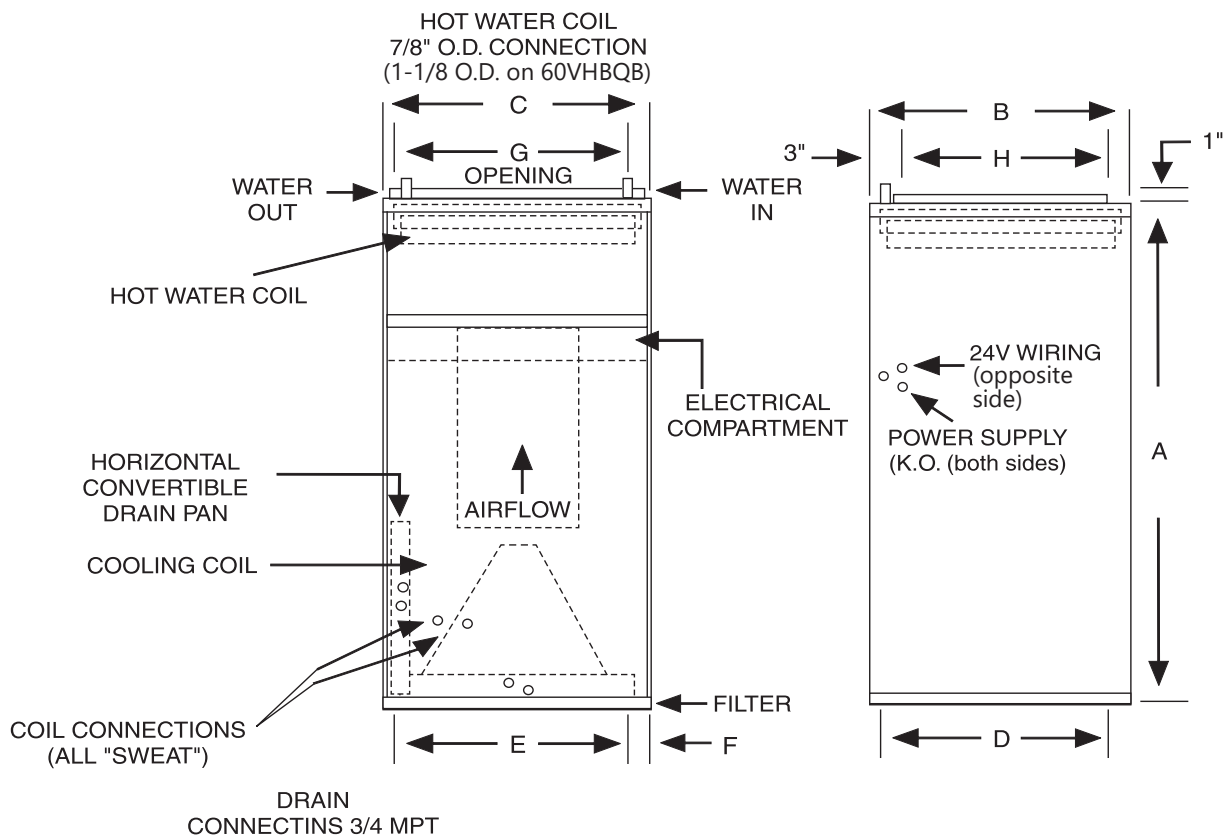 HOT WATER COIL
7/8" O.D. CONNECTION
(1-1/8 O.D. on 60VHBQB)
C
G
OPENING
WATER
OUT
WATER
IN
HOT WATER COIL
ELECTRICAL
COMPARTMENT
HORIZONTAL
CONVERTIBLE
DRAIN PAN
AIRFLOW
COOLING COIL
COIL CONNECTIONS
(ALL "SWEAT")
FILTER
E
F
DRAIN
CONNECTINS 3/4 MPT
B
3"
H
1"
24V WIRING
(opposite
side)
POWER SUPPLY
(K.O. (both sides)
A
D